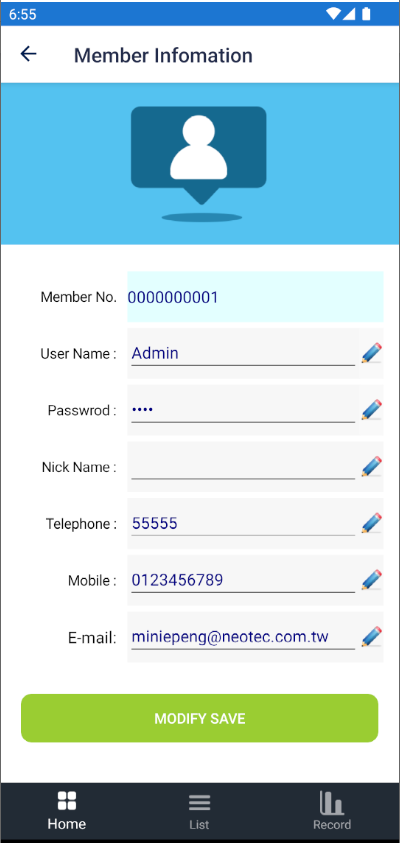 6:55
Member Infomation
Member No. 0000000001
User Name : Admin
Passwrod : ••••
Nick Name :
Telephone : 55555
Mobile : 0123456789
E-mail: miniepeng@neotec.com.tw
MODIFY SAVE
Home List Record